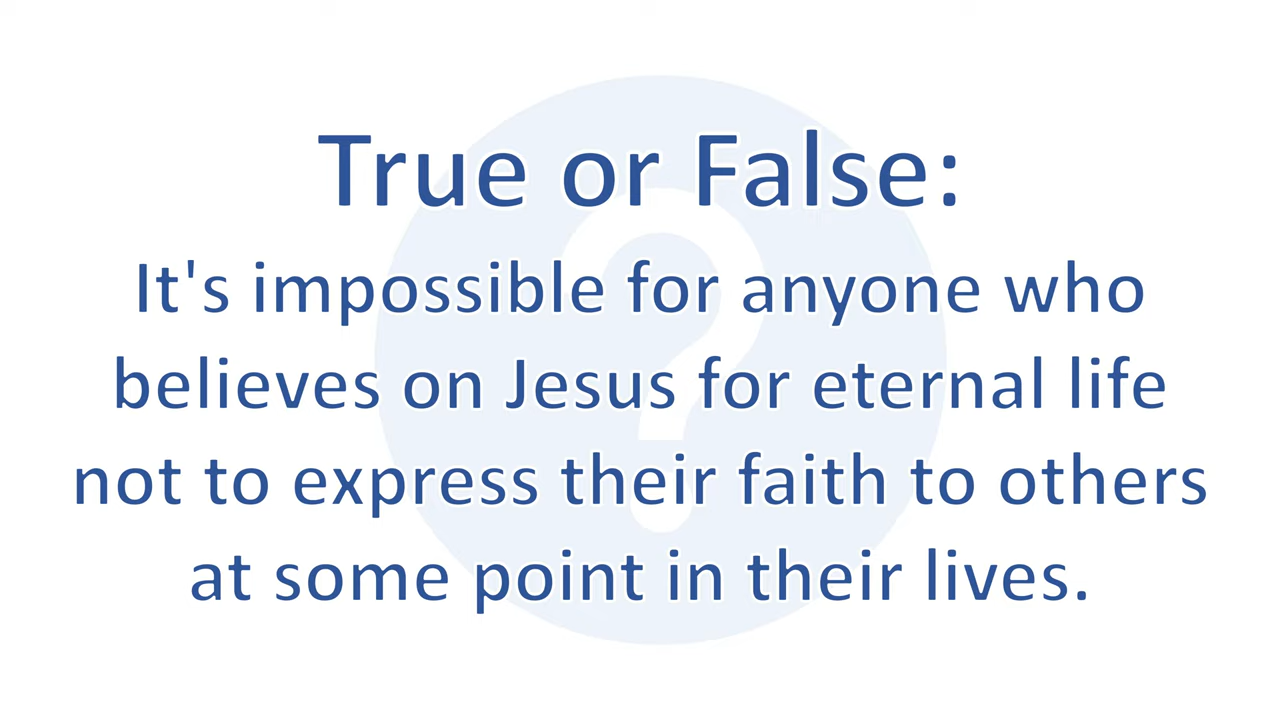 True or False:
It's impossible for anyone who
believes on Jesus for eternal life
not to express their faith to others
at some point in their lives.